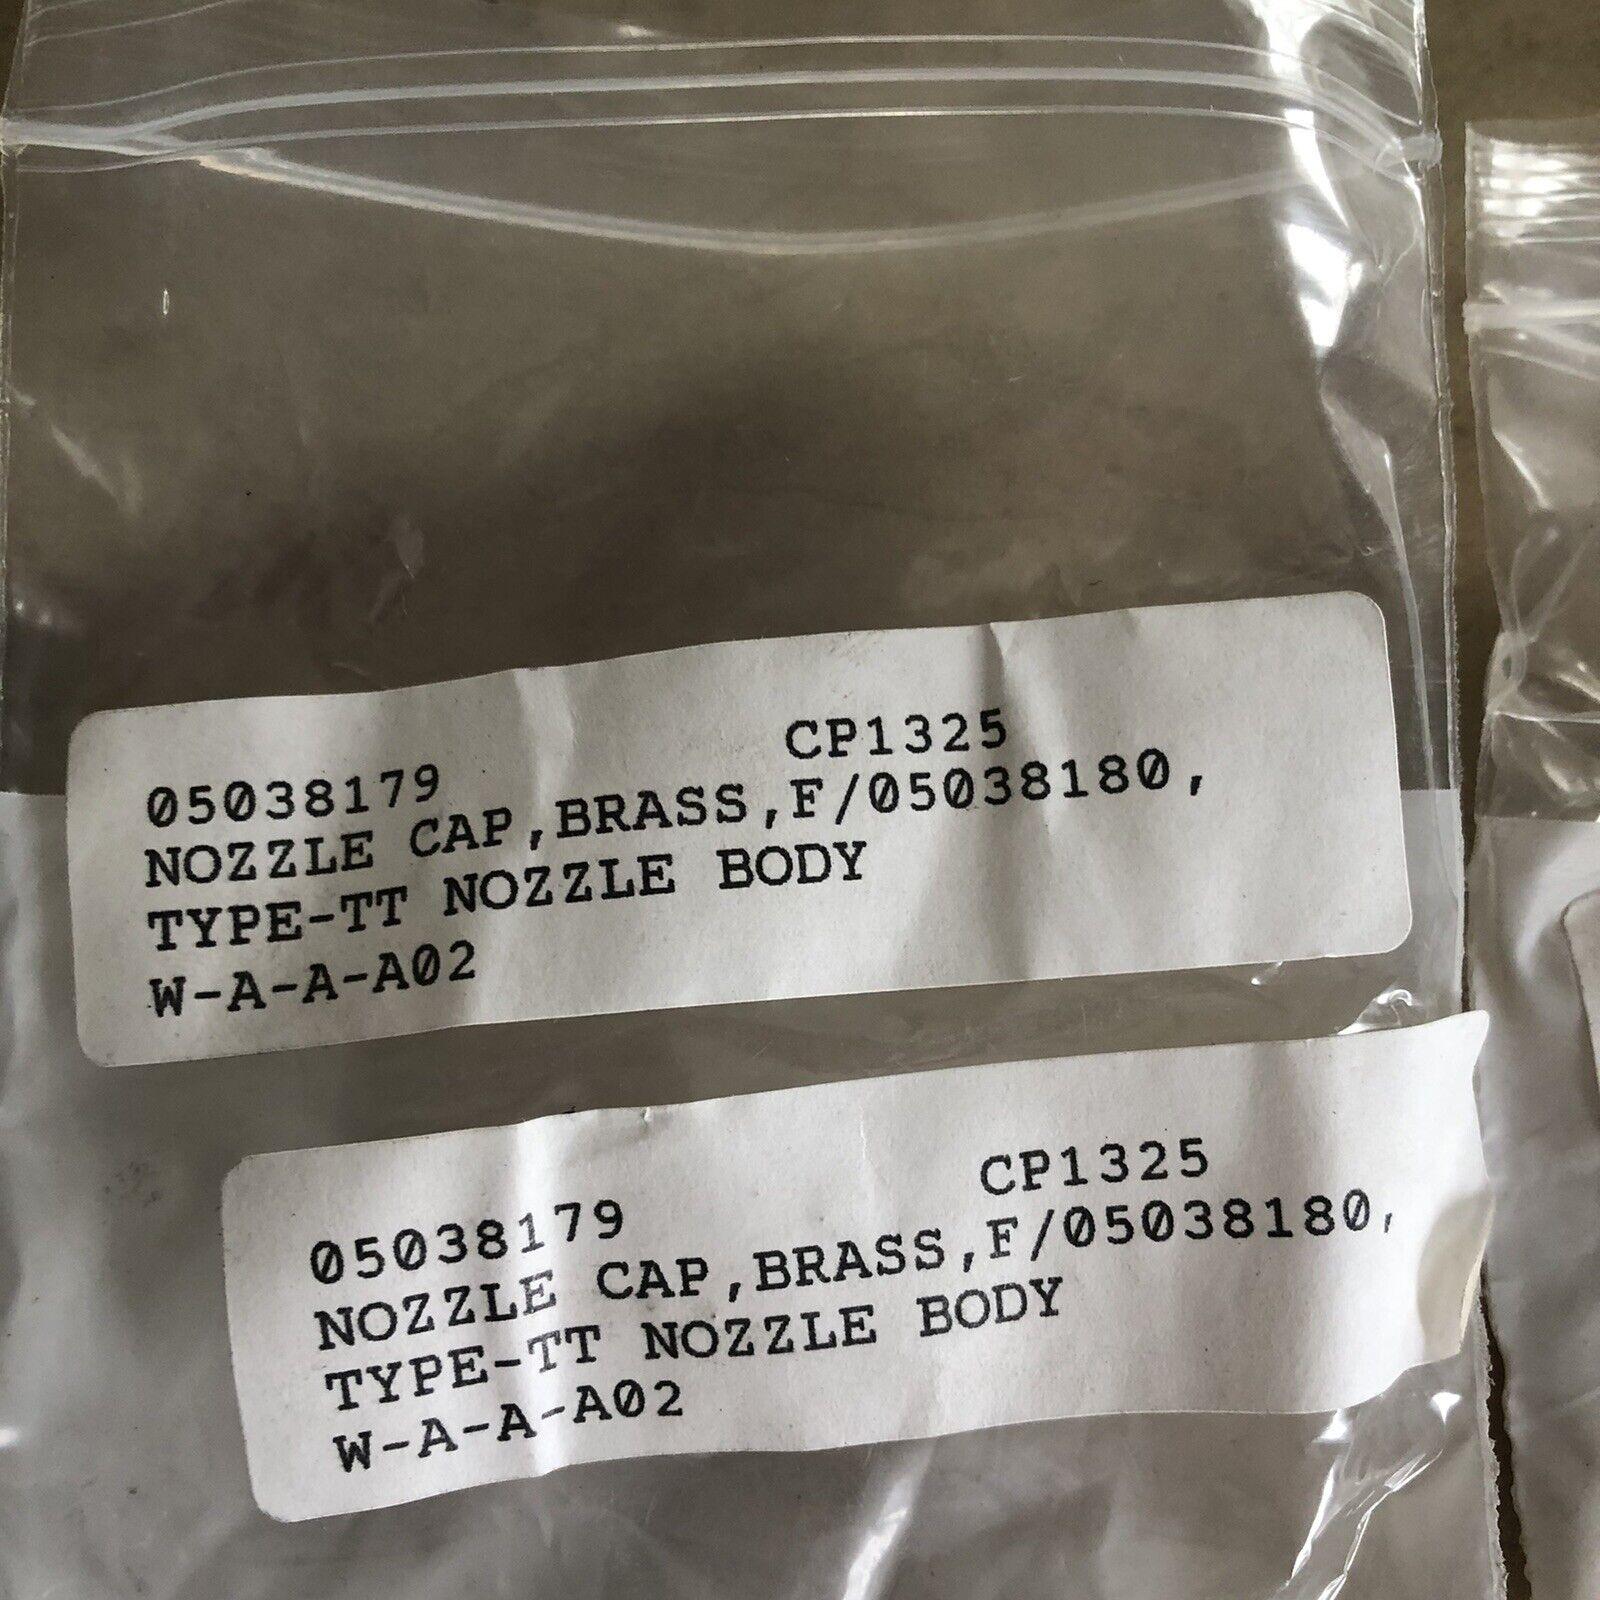 05038179 CP1325
NOZZLE CAP,BRASS,F/05038180,
TYPE-TT NOZZLE BODY
W-A-A-A02
05038179 CP1325
NOZZLE CAP,BRASS,F/05038180,
TYPE-TT NOZZLE BODY
W-A-A-A02